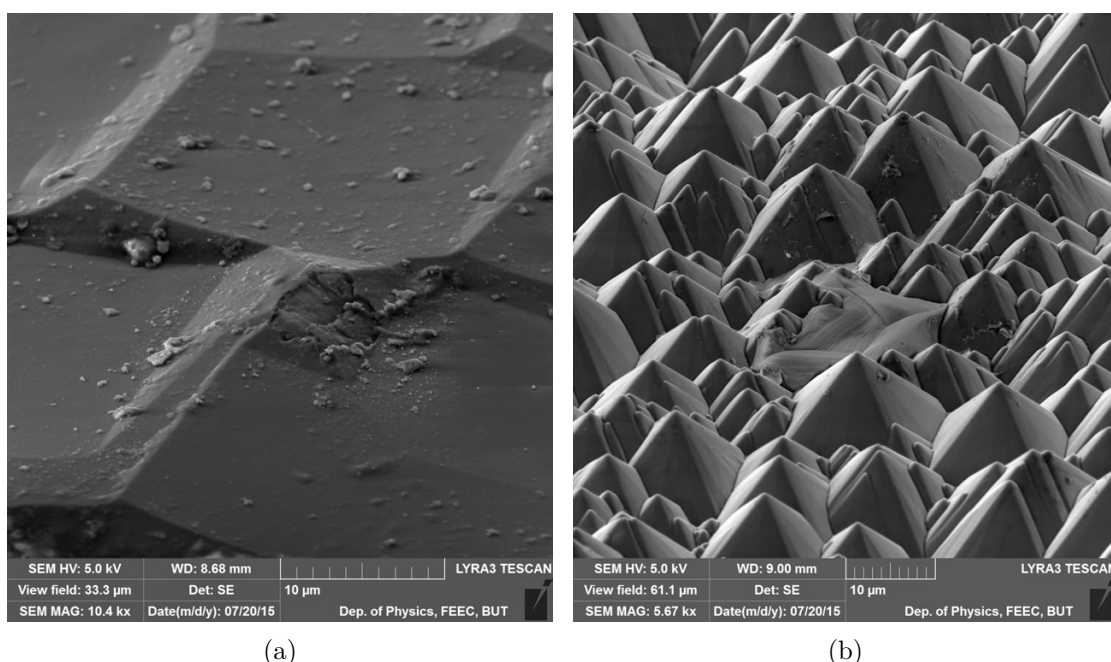 SEM HV: 5.0 kV WD: 8.68 mm LYRA3 TESCAN
View field: 33.3 µm Det: SE 10 µm
SEM MAG: 10.4 kx Date(m/d/y): 07/20/15 Dep. of Physics, FEEC, BUT
SEM HV: 5.0 kV WD: 9.00 mm LYRA3 TESCAN
View field: 61.1 µm Det: SE 10 µm
SEM MAG: 5.67 kx Date(m/d/y): 07/20/15 Dep. of Physics, FEEC, BUT
(a) (b)